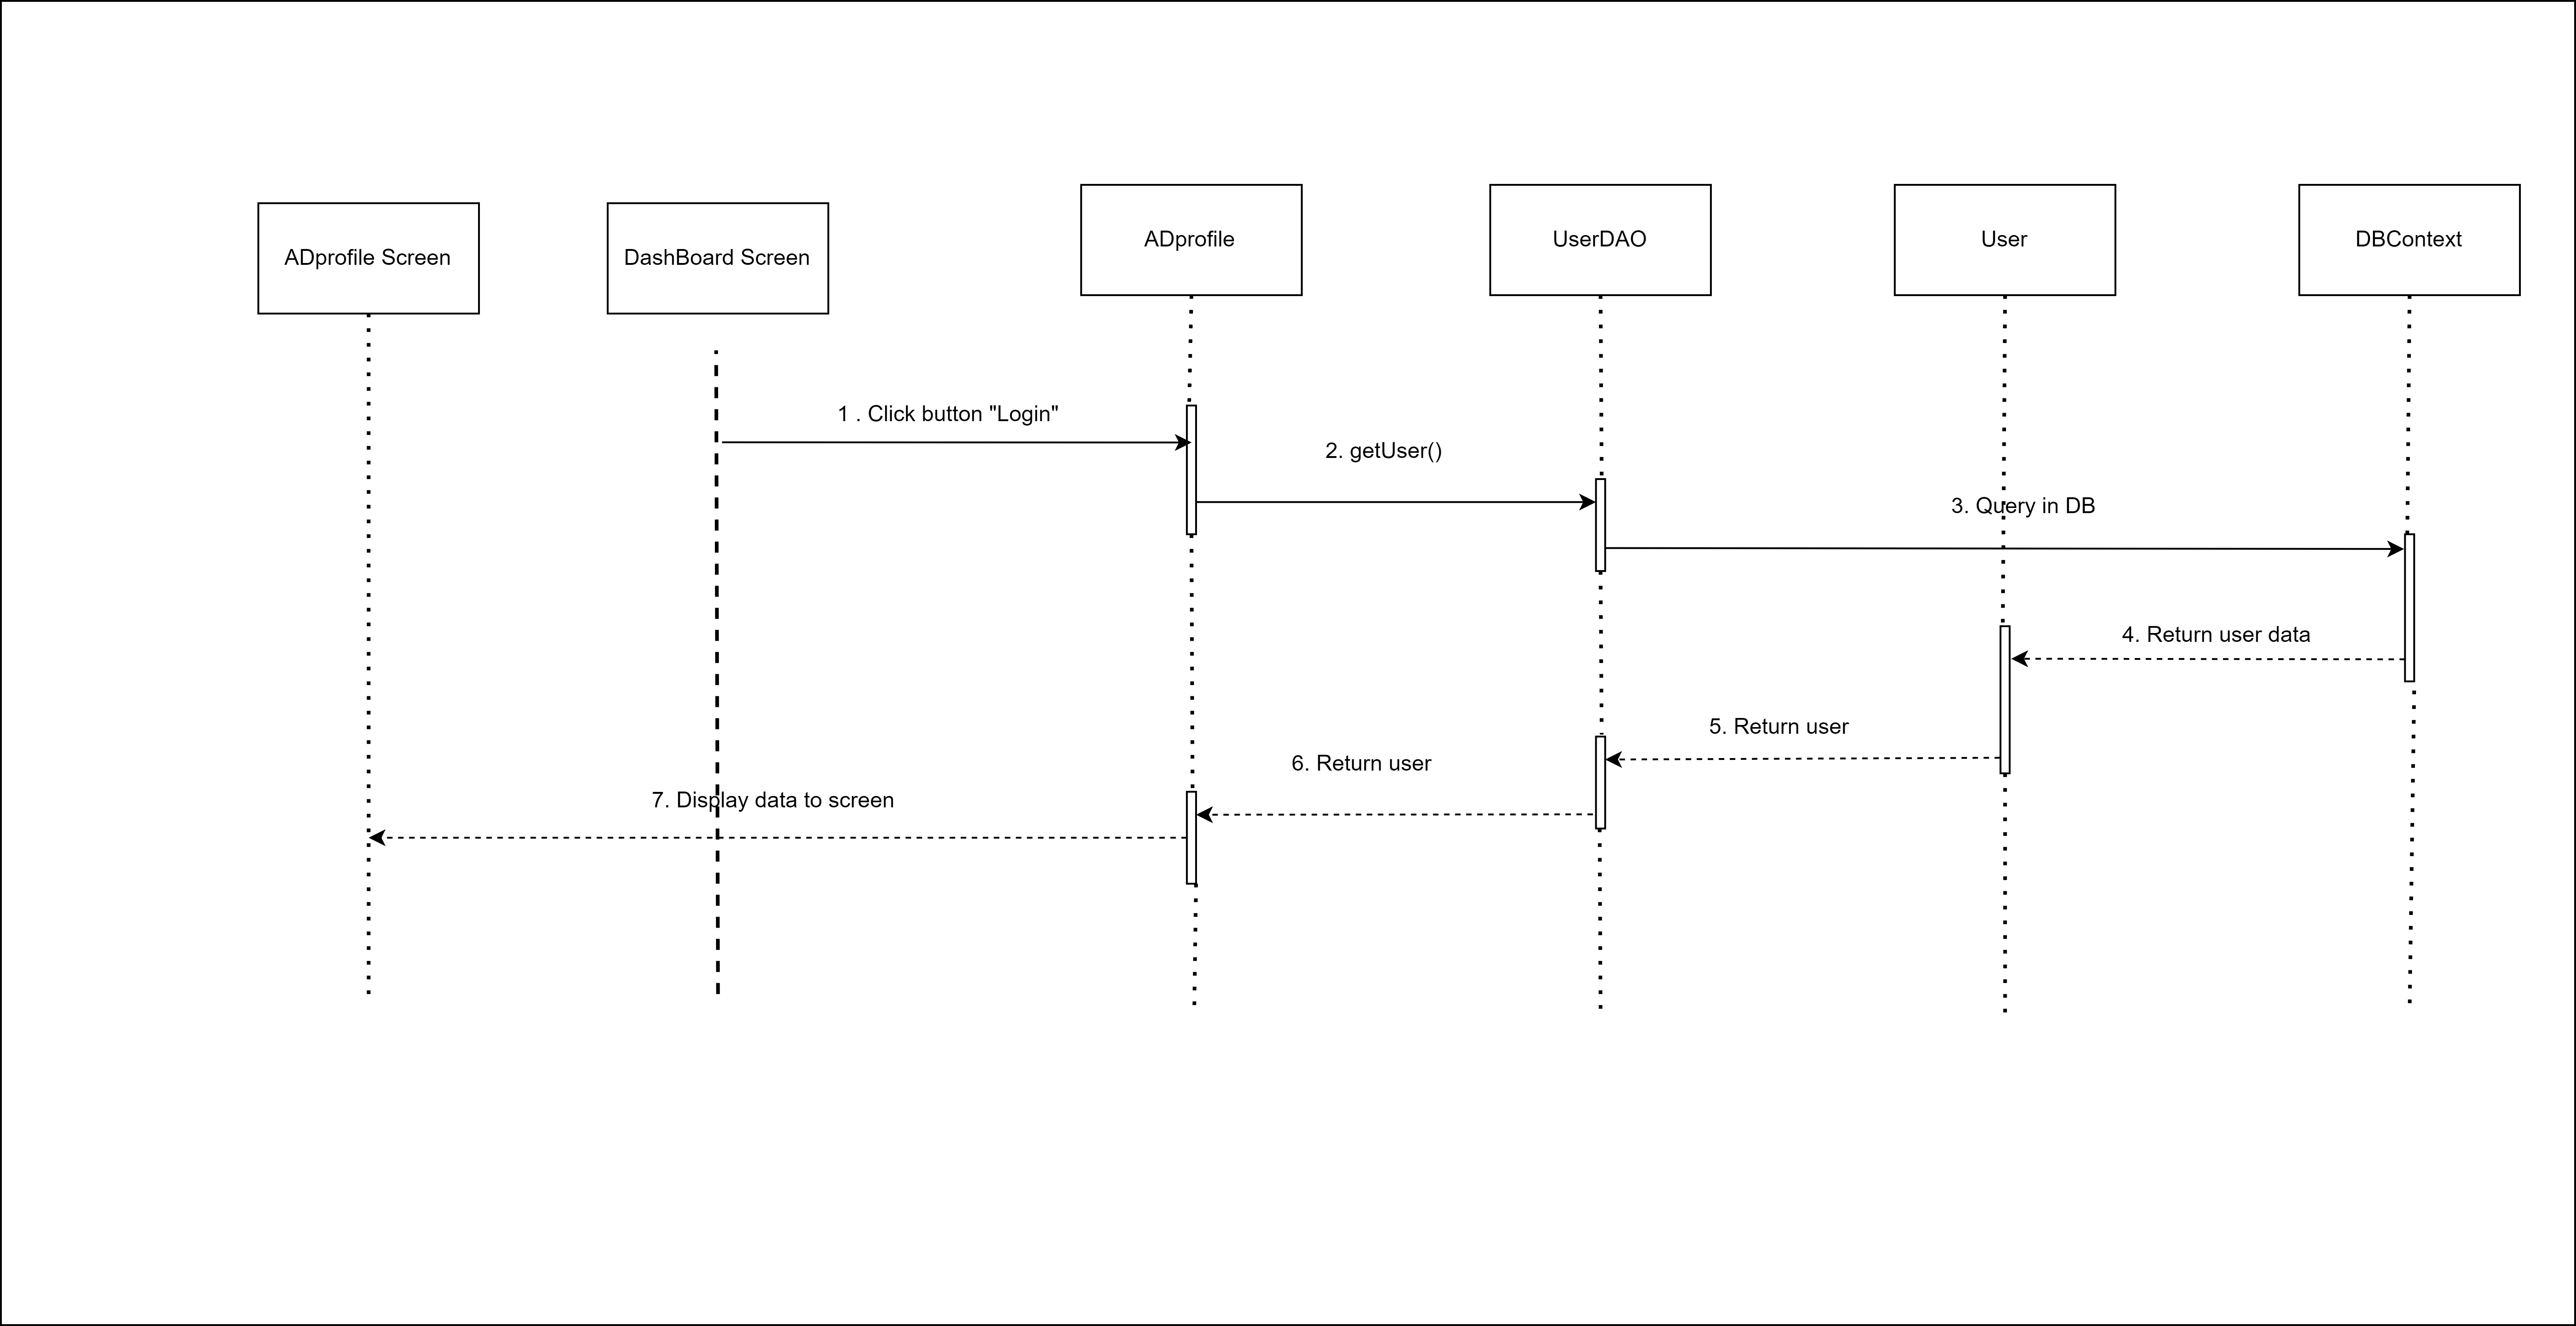 ADprofile Screen
DashBoard Screen
ADprofile
UserDAO
User
DBContext
1 . Click button "Login"
2. getUser()
3. Query in DB
4. Return user data
5. Return user
6. Return user
7. Display data to screen